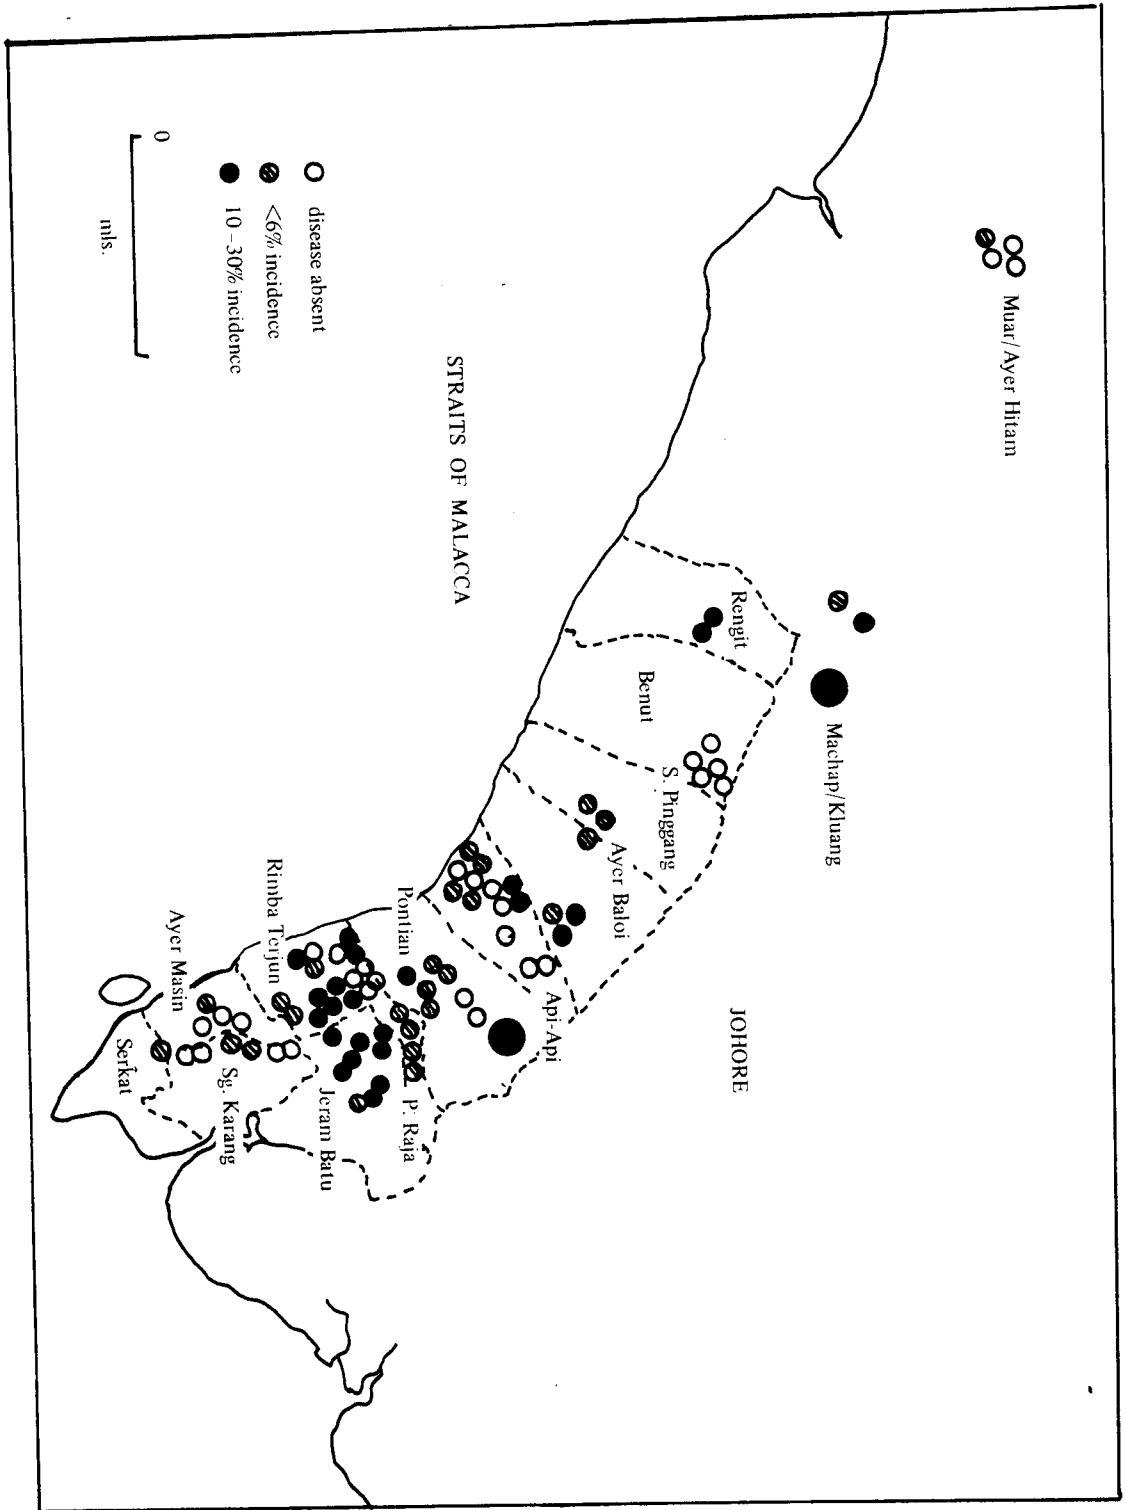 Muar/Ayer Hitam
Machap/Kluang
JOHORE
Rengit
Benut
S. Pinggang
Ayer Baloi
Api-Api
STRAITS OF MALACCA
Pontian
P. Raja
Jeram Batu
Rimba Terjun
Sg. Karang
Ayer Masin
Serkat
disease absent
<6% incidence
10–30% incidence
0
mls.